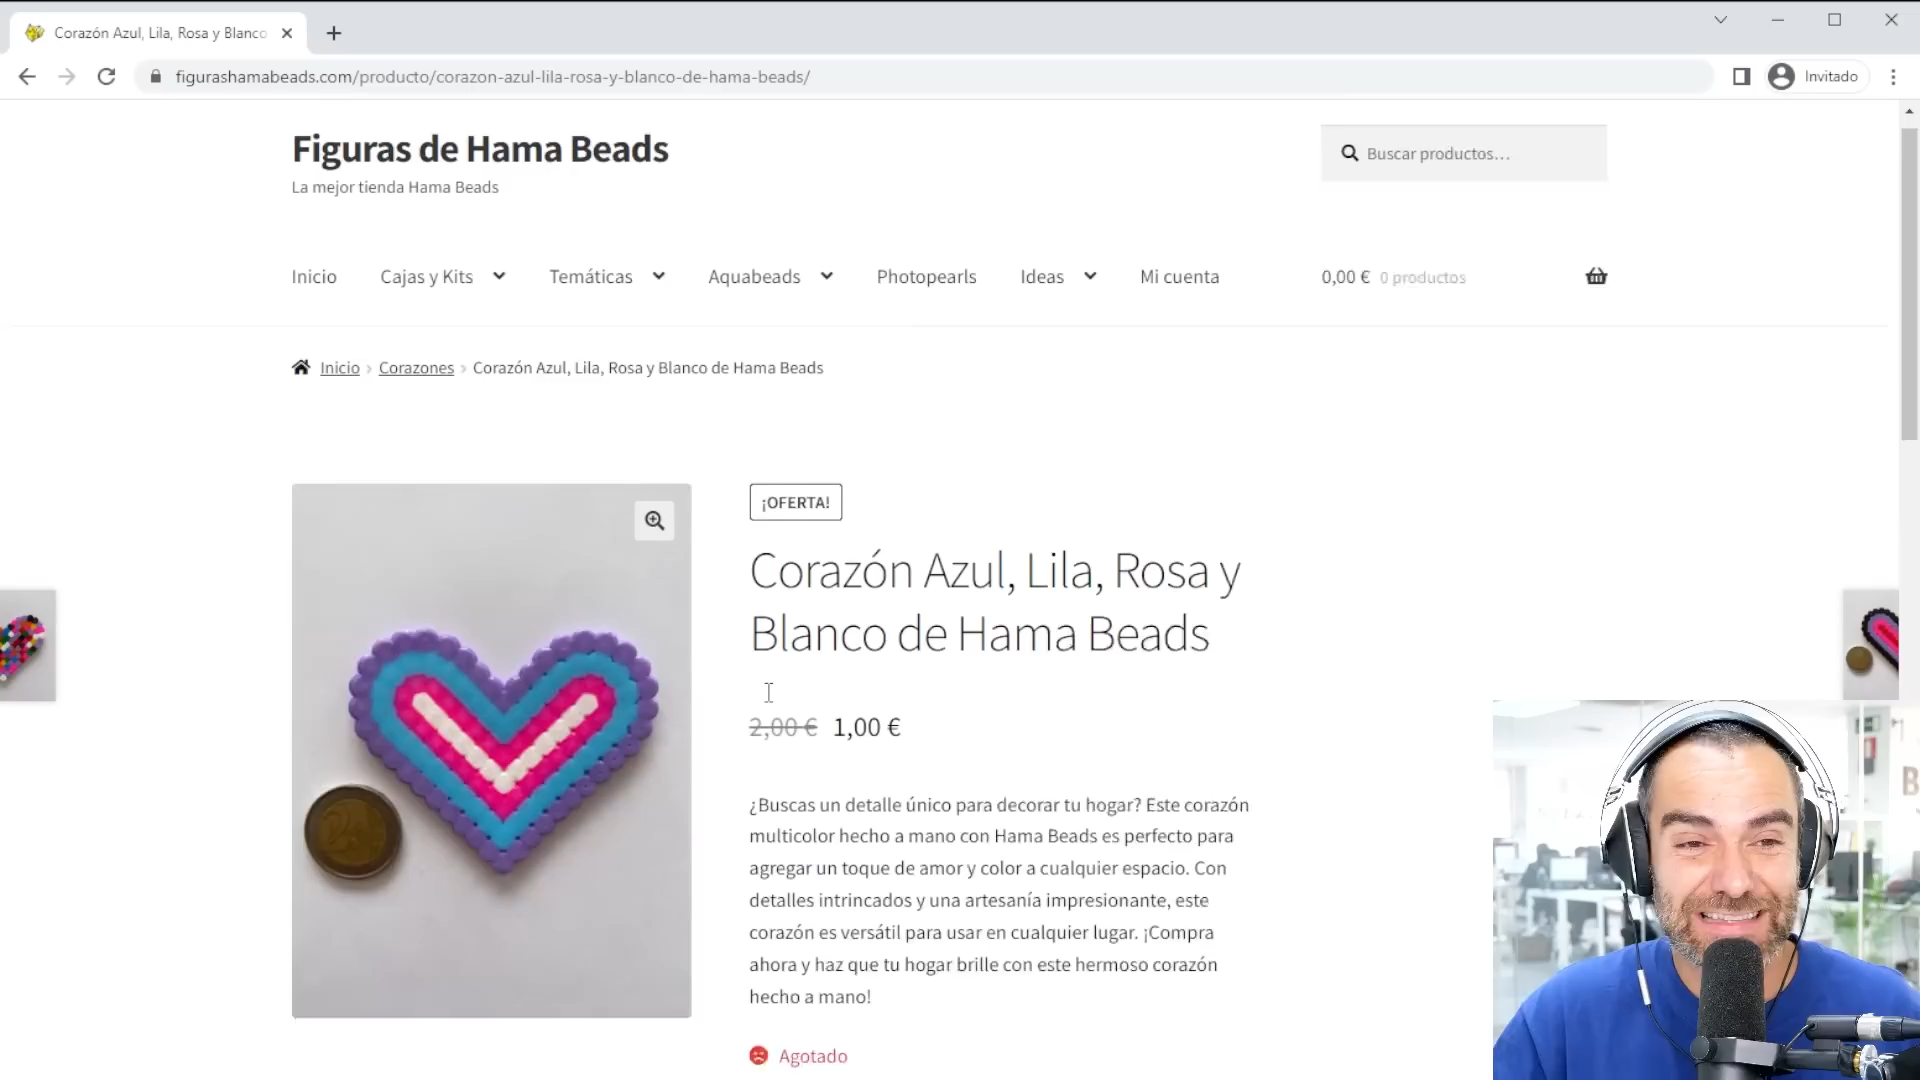 Corazón Azul, Lila, Rosa y Blanco
figurashamabeads.com/producto/corazon-azul-lila-rosa-y-blanco-de-hama-beads/
Invitado
Figuras de Hama Beads
La mejor tienda Hama Beads
Buscar productos…
Inicio
Cajas y Kits
Temáticas
Aquabeads
Photopearls
Ideas
Mi cuenta
0,00 € 0 productos
Inicio › Corazones › Corazón Azul, Lila, Rosa y Blanco de Hama Beads
¡OFERTA!
Corazón Azul, Lila, Rosa y
Blanco de Hama Beads
2,00 € 1,00 €
¿Buscas un detalle único para decorar tu hogar? Este corazón
multicolor hecho a mano con Hama Beads es perfecto para
agregar un toque de amor y color a cualquier espacio. Con
detalles intrincados y una artesanía impresionante, este
corazón es versátil para usar en cualquier lugar. ¡Compra
ahora y haz que tu hogar brille con este hermoso corazón
hecho a mano!
Agotado